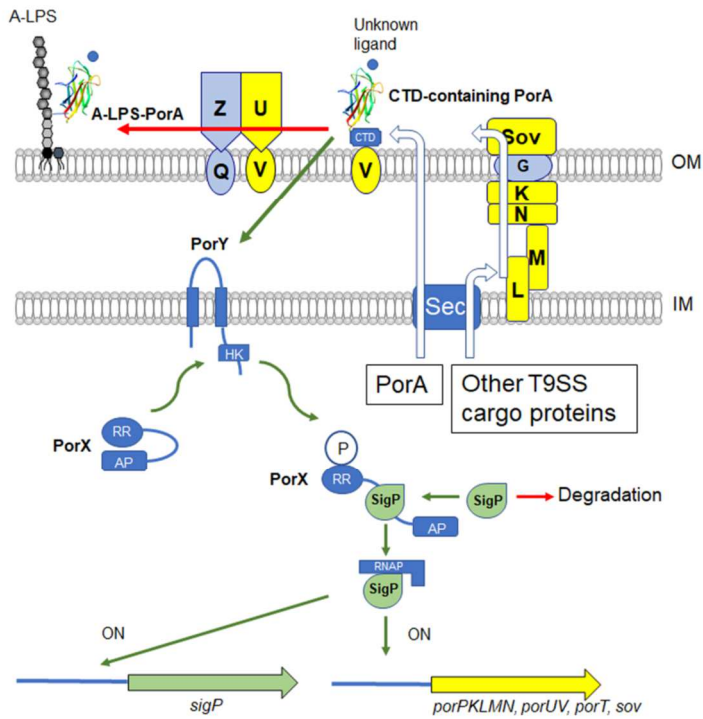 A-LPS
Unknown
ligand
A-LPS-PorA
Z
U
CTD-containing PorA
CTD
Sov
Q
V
V
G
OM
K
N
M
PorY
L
Sec
IM
HK
PorA
Other T9SS
cargo proteins
PorX
RR
AP
P
PorX
RR
SigP
SigP
Degradation
AP
RNAP
SigP
ON
ON
sigP
porPKLMN, porUV, porT, sov